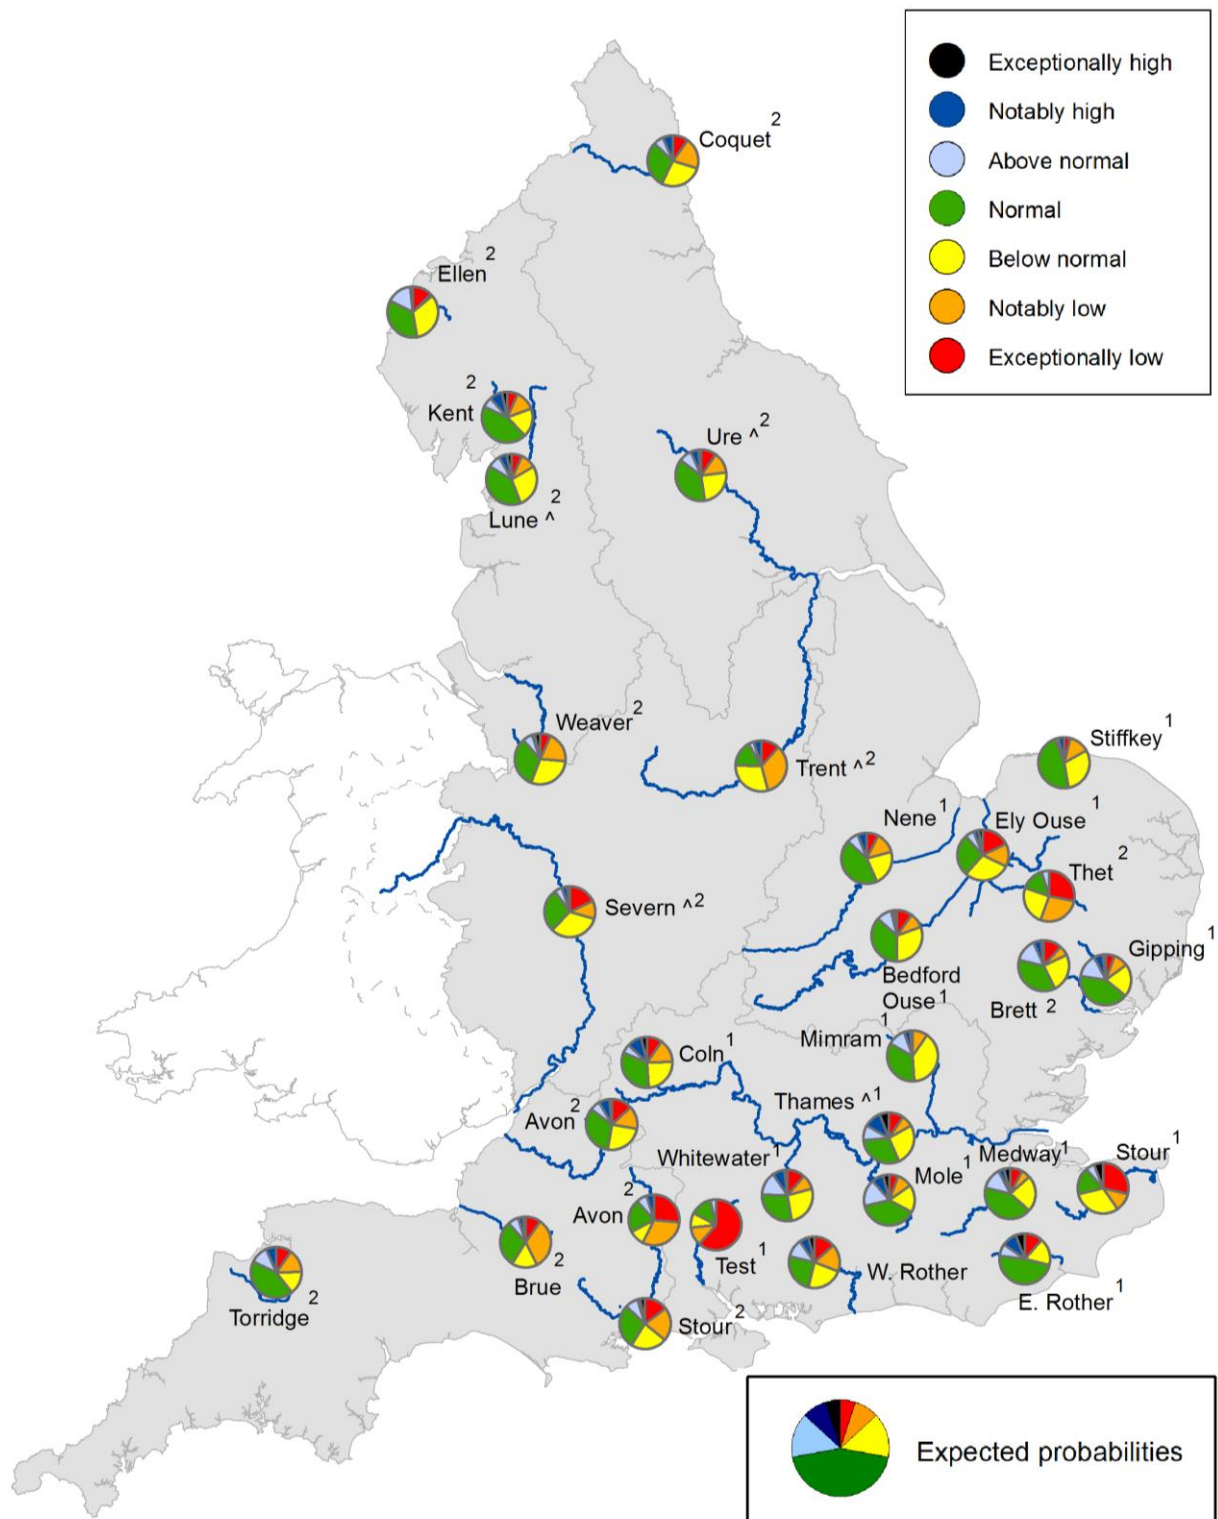 Exceptionally high
Notably high
Above normal
Normal
Below normal
Notably low
Exceptionally low
Coquet 2
Ellen 2
2
Kent
Ure ^ 2
2
Lune ^
Weaver 2
Trent ^ 2
Stiffkey 1
Nene 1
Ely Ouse 1
Thet 2
Severn ^ 2
Gipping 1
Bedford
Ouse 1
Brett 2
Mimram 1
Coln 1
Avon 2
Thames ^ 1
Whitewater 1
Medway 1
Stour 1
Mole 1
2
Avon
Test 1
Brue 2
W. Rother
E. Rother 1
Torridge 2
Stour 2
Expected probabilities